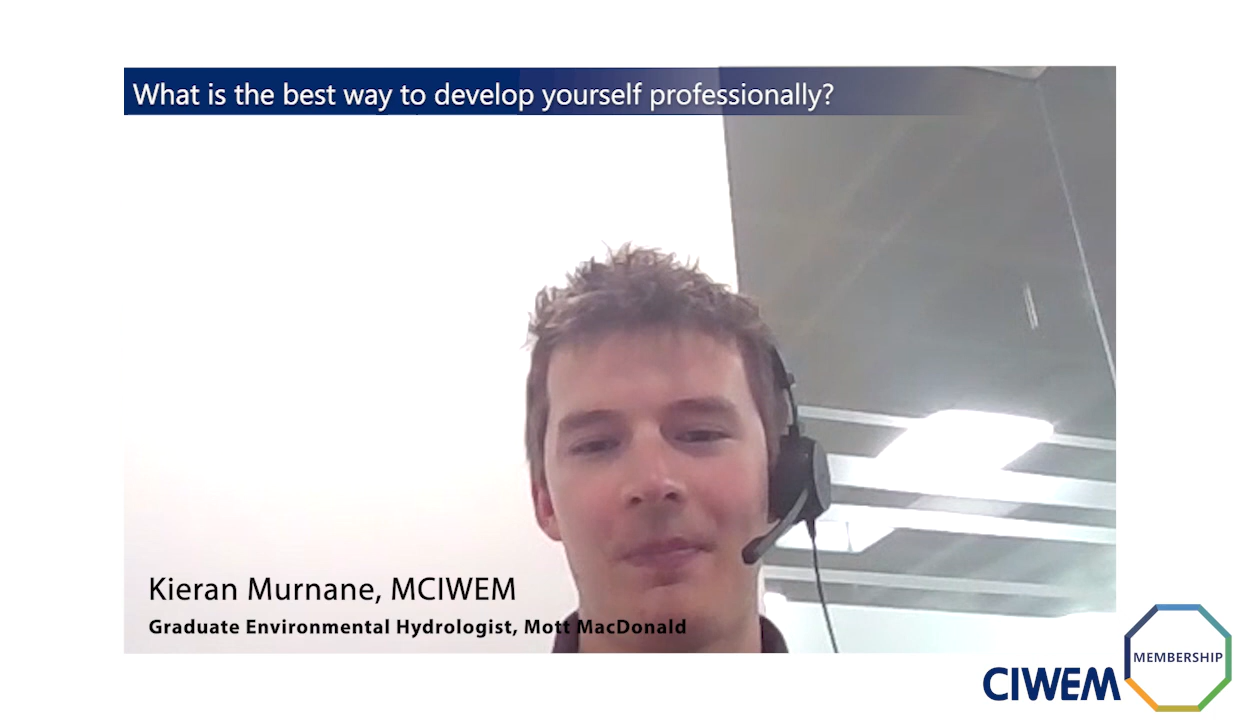 What is the best way to develop yourself professionally?
Kieran Murnane, MCIWEM
Graduate Environmental Hydrologist, Mott MacDonald
MEMBERSHIP
CIWEM